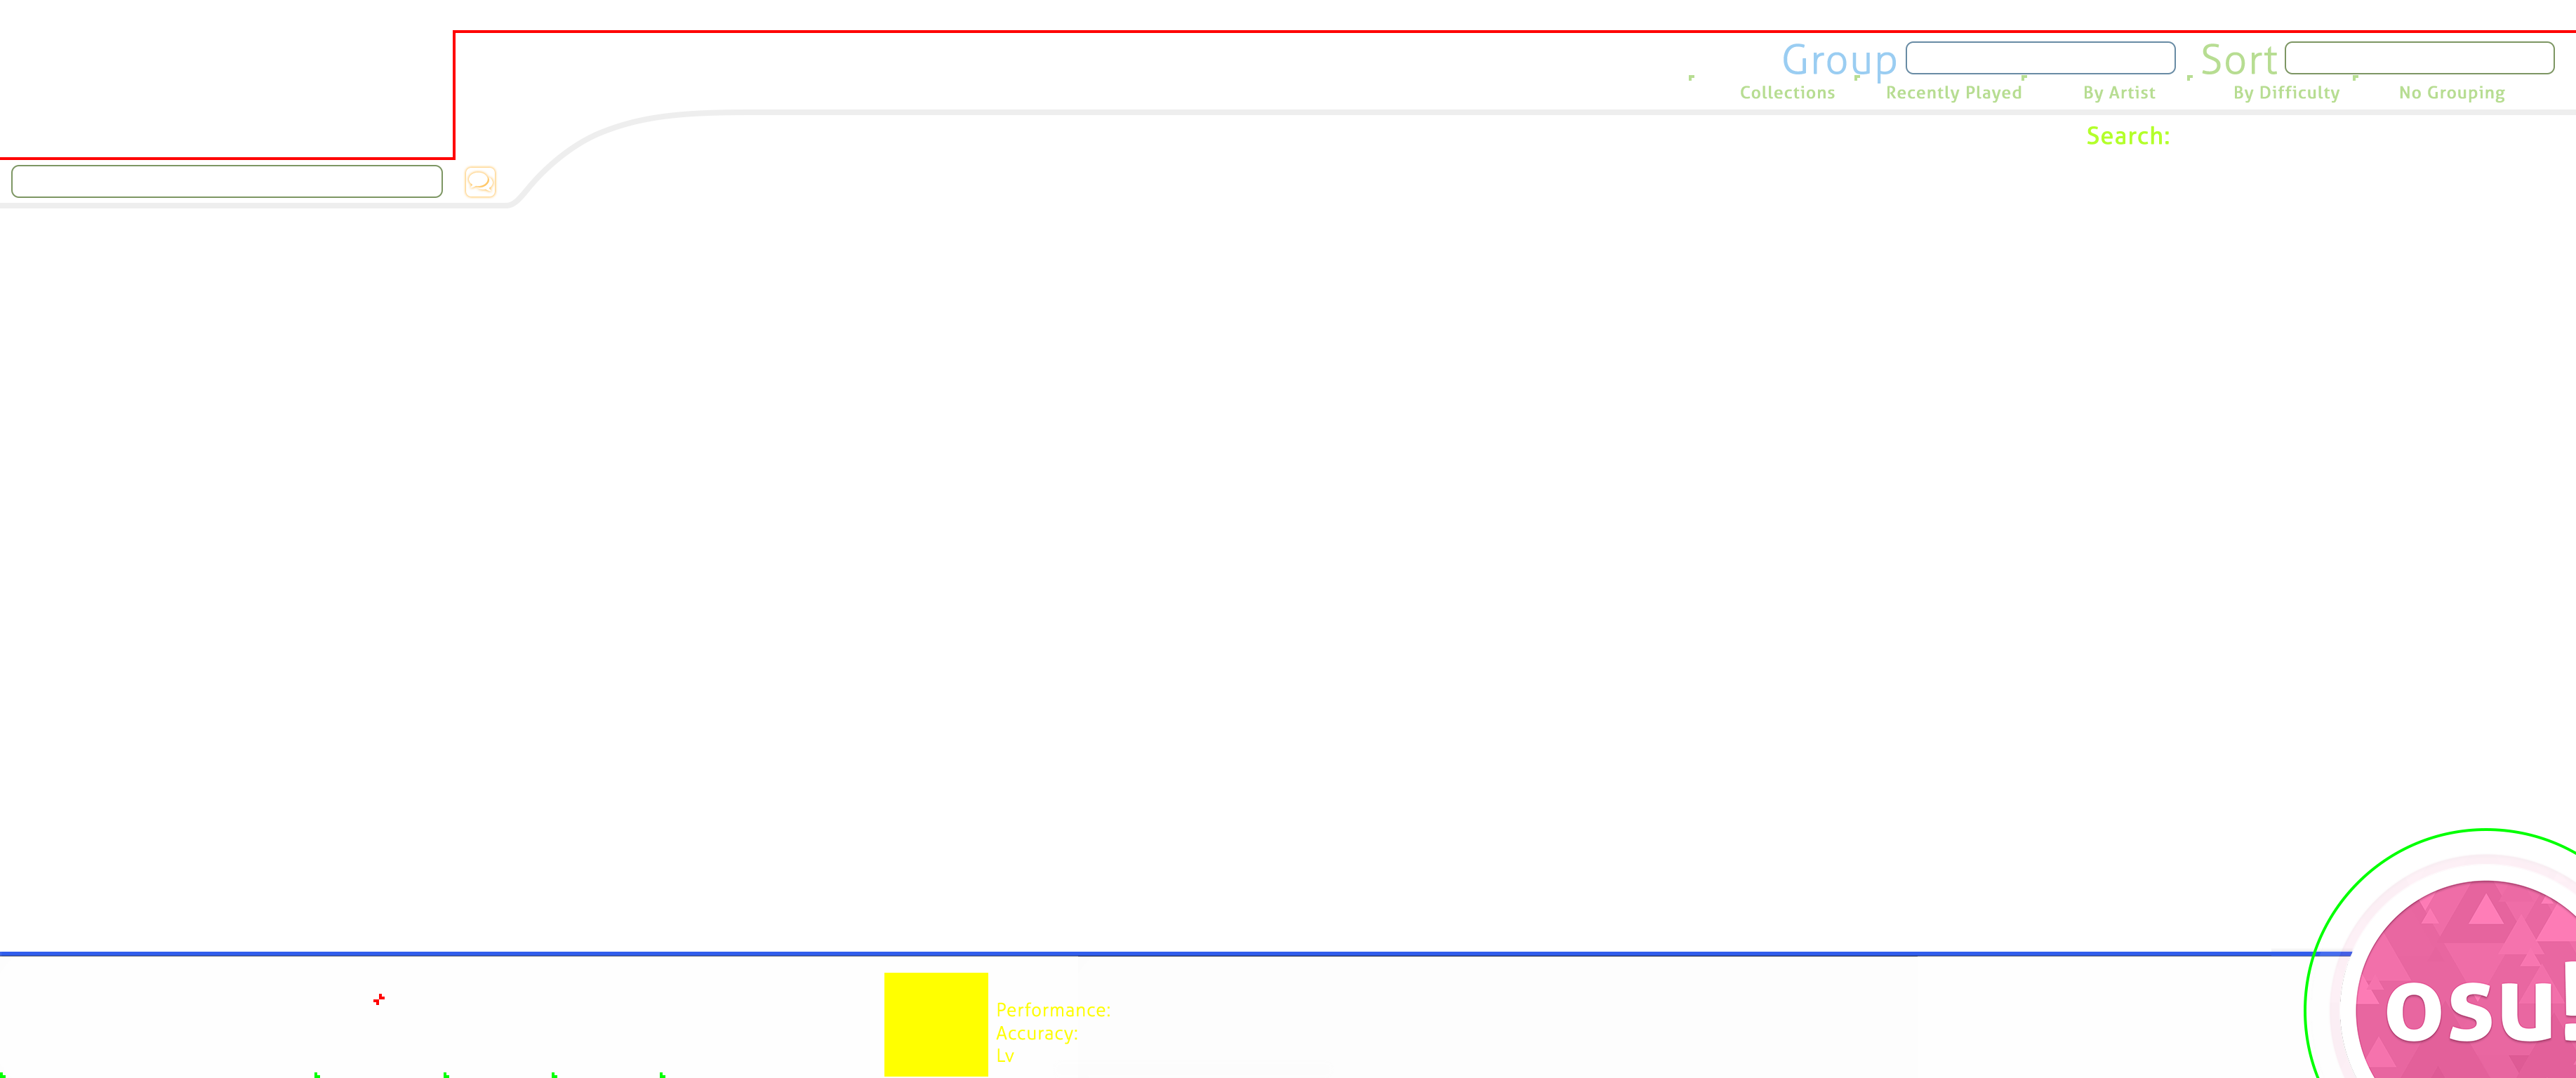 Group Sort
Collections Recently Played By Artist By Difficulty No Grouping
Search:
Performance:
Accuracy:
Lv
osu!